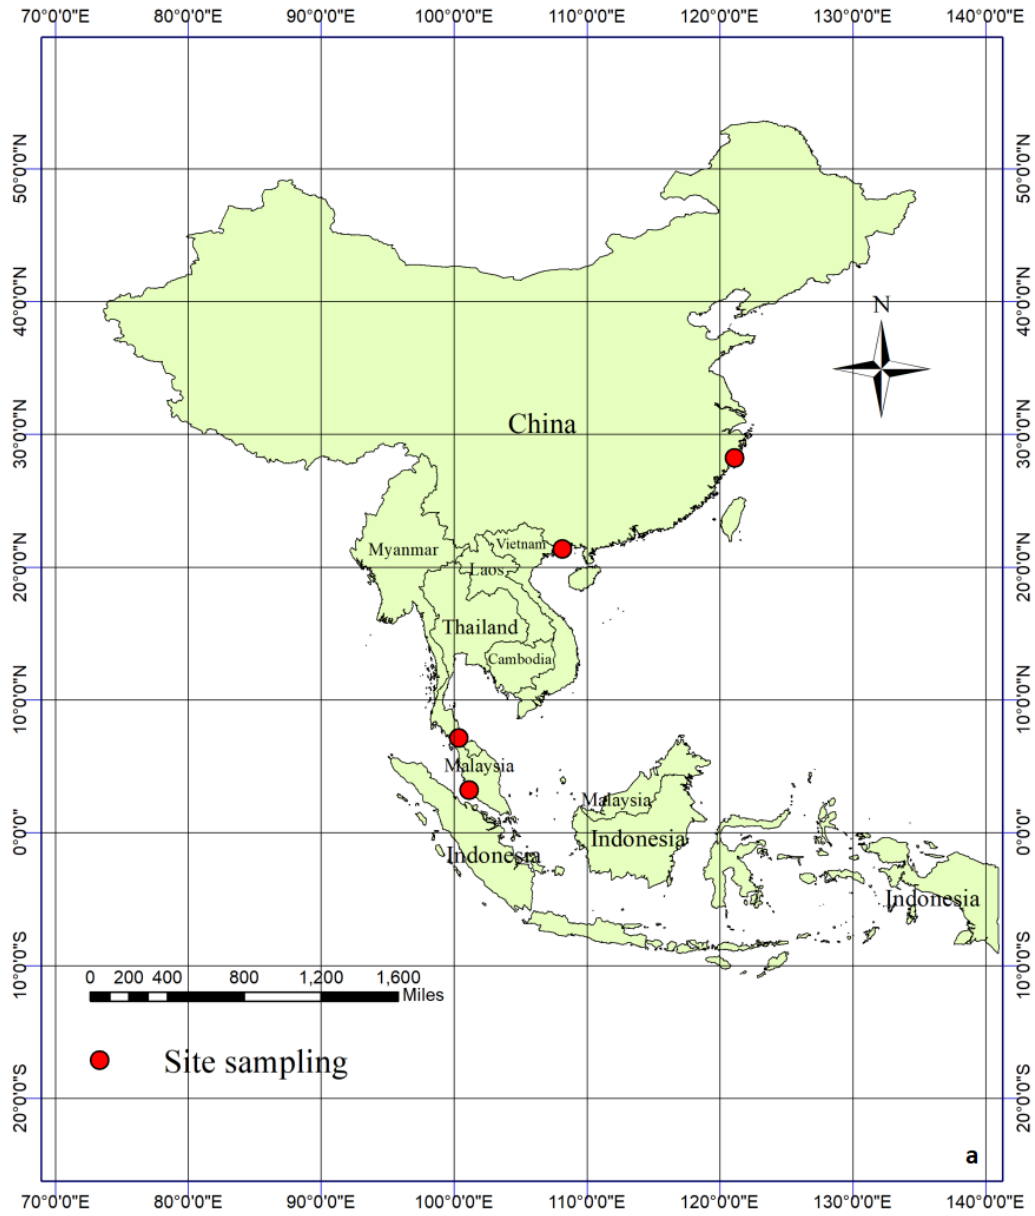 70°0'0"E 80°0'0"E 90°0'0"E 100°0'0"E 110°0'0"E 120°0'0"E 130°0'0"E 140°0'0"E
50°0'0"N
50°0'0"N
40°0'0"N
40°0'0"N
N
30°0'0"N
30°0'0"N
China
20°0'0"N
20°0'0"N
Myanmar
Vietnam
Laos
Thailand
Cambodia
10°0'0"N
10°0'0"N
Malaysia
Malaysia
0°0'0"
0°0'0"
Indonesia
Indonesia
Indonesia
10°0'0"S
10°0'0"S
0 200 400 800 1,200 1,600
Miles
Site sampling
20°0'0"S
20°0'0"S
a
70°0'0"E 80°0'0"E 90°0'0"E 100°0'0"E 110°0'0"E 120°0'0"E 130°0'0"E 140°0'0"E